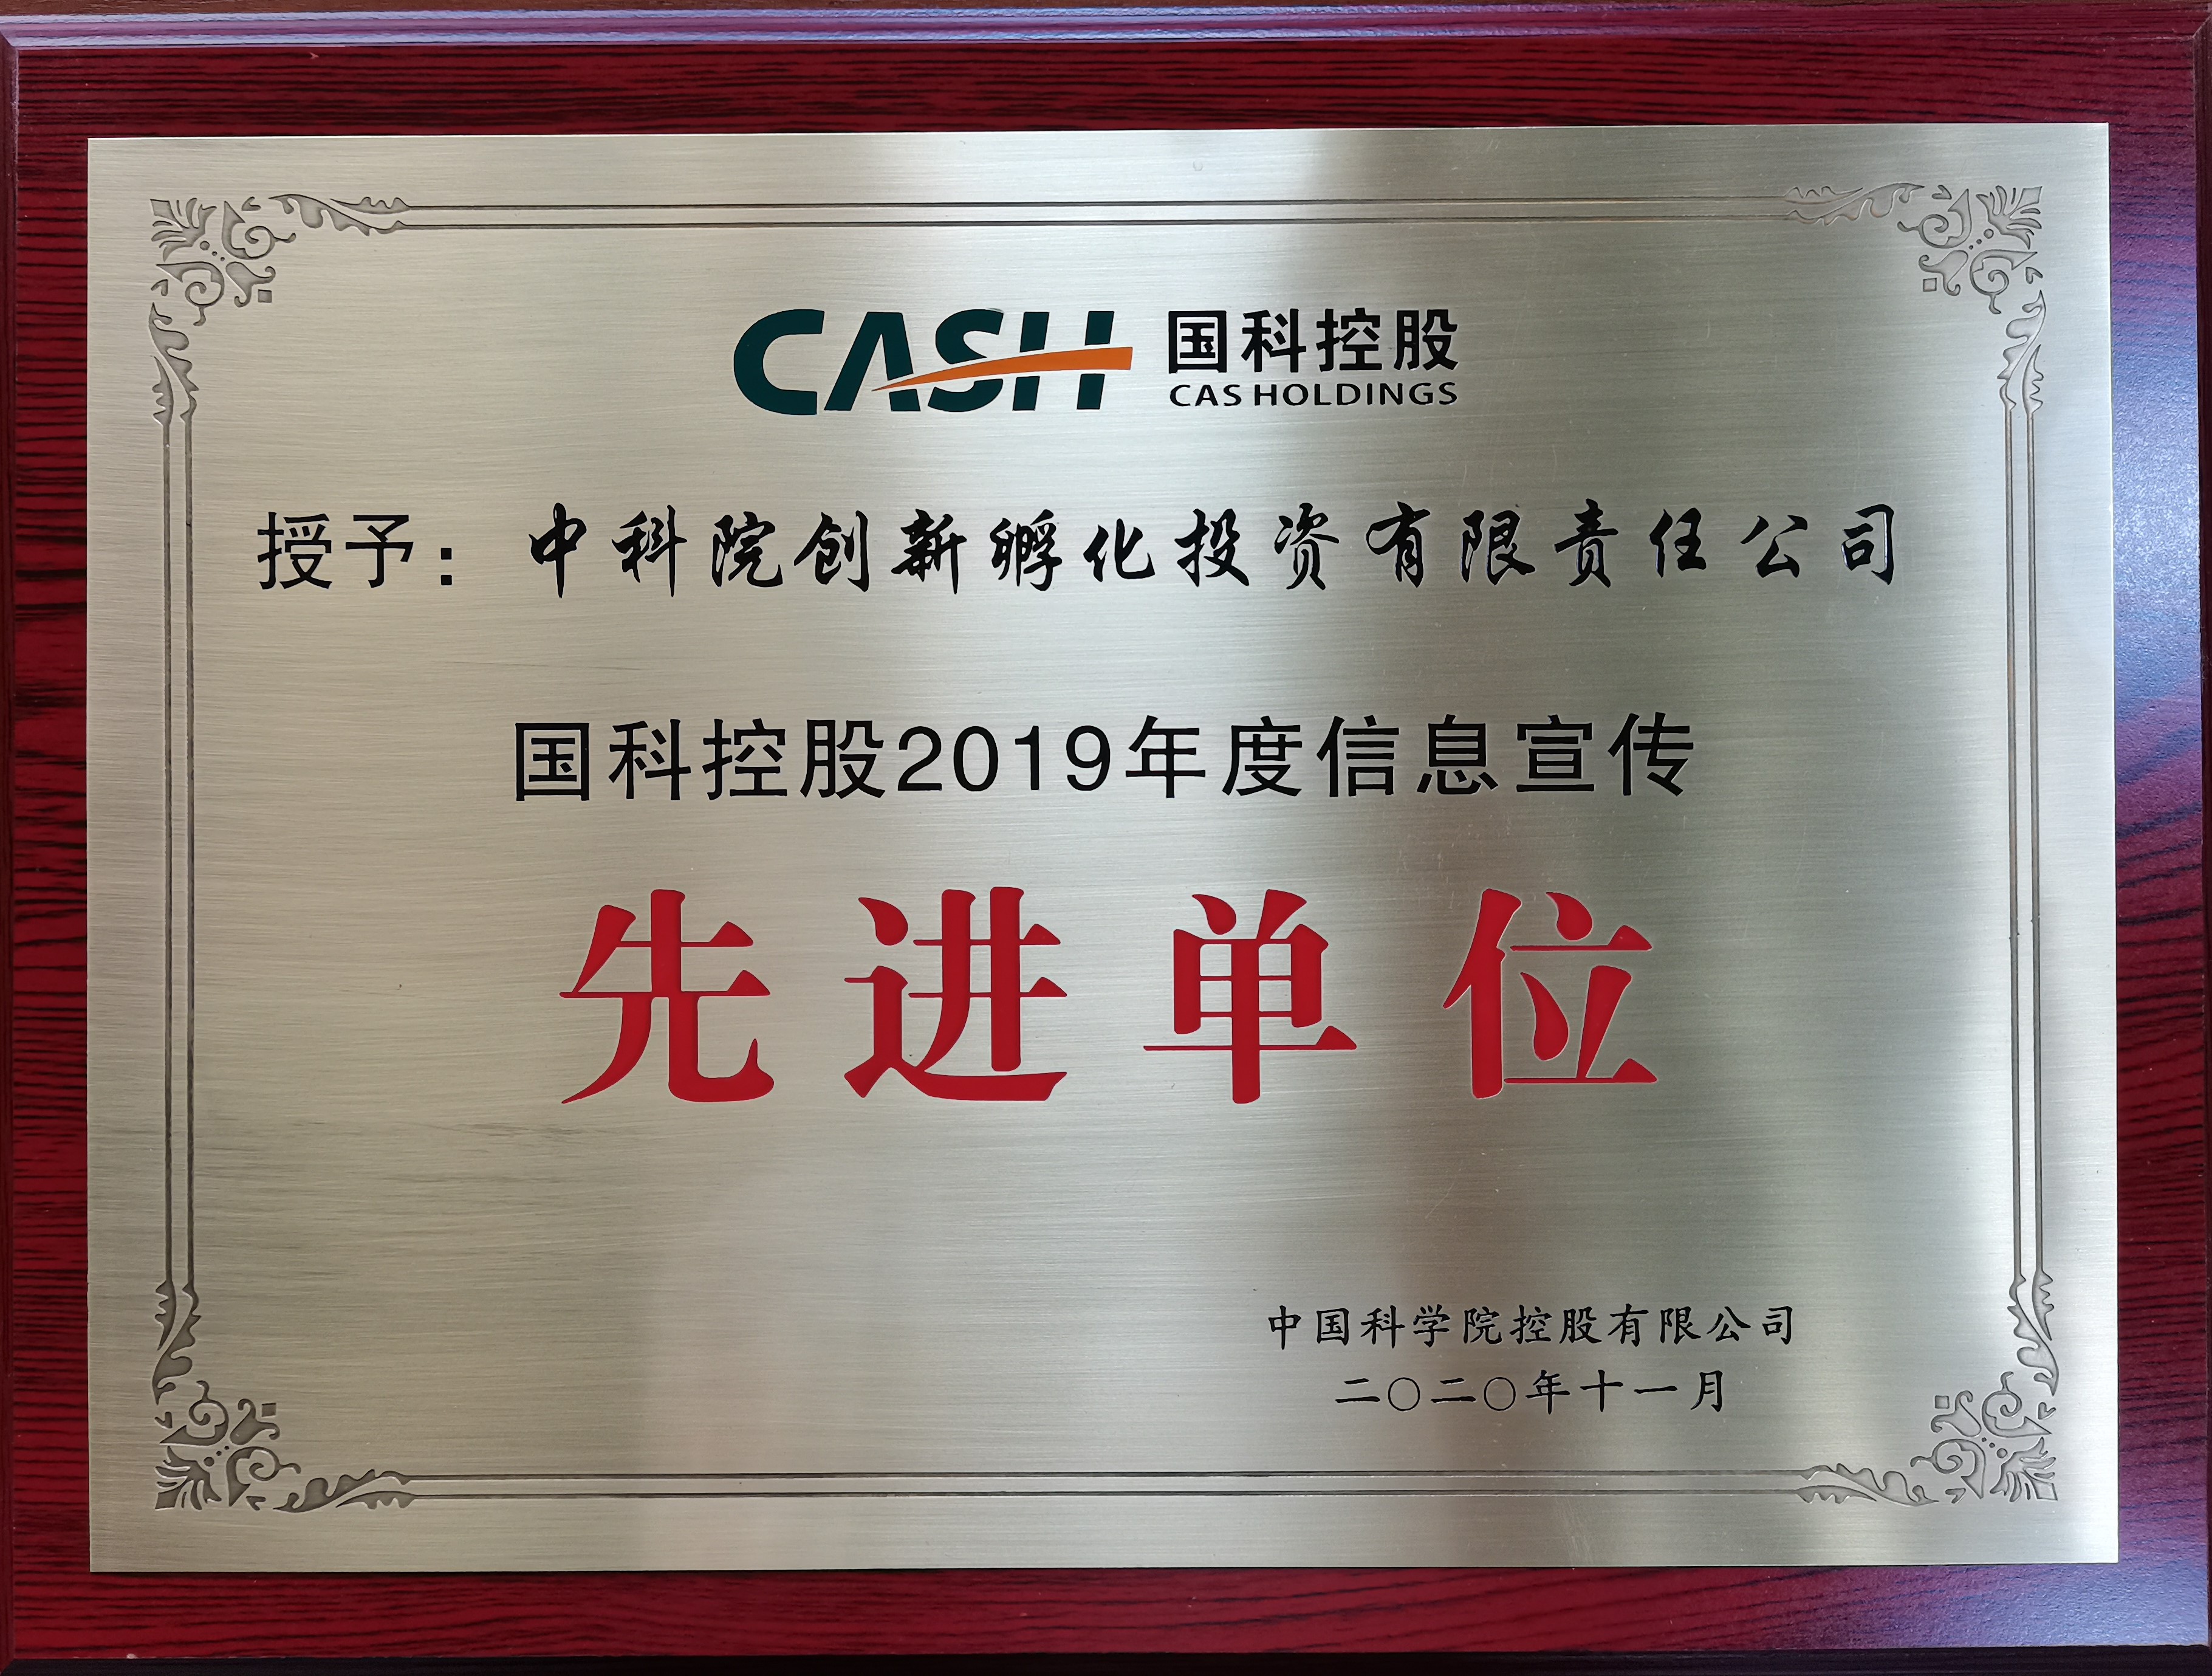 CASH 国科控股
CAS HOLDINGS
授予：中科院创新孵化投资有限责任公司
国科控股2019年度信息宣传
先进单位
中国科学院控股有限公司
二〇二〇年十一月